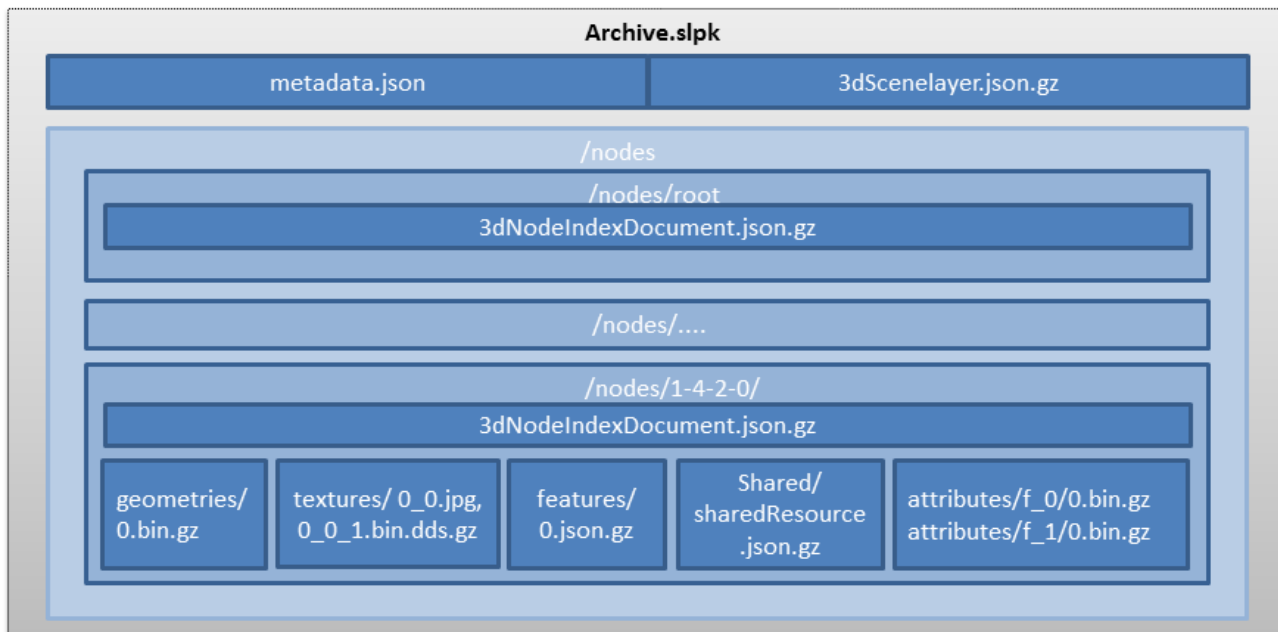 Archive.slpk
metadata.json
3dScenelayer.json.gz
/nodes
/nodes/root
3dNodeIndexDocument.json.gz
/nodes/....
/nodes/1-4-2-0/
3dNodeIndexDocument.json.gz
geometries/
0.bin.gz
textures/ 0_0.jpg,
0_0_1.bin.dds.gz
features/
0.json.gz
Shared/
sharedResource
.json.gz
attributes/f_0/0.bin.gz
attributes/f_1/0.bin.gz